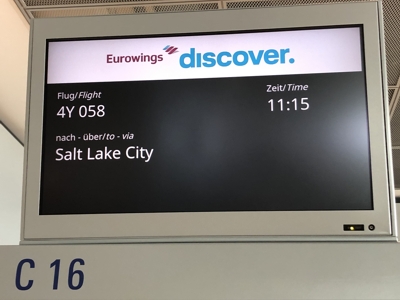 Eurowings discover.
Flug/Flight
Zeit/Time
4Y 058
11:15
nach - über/to - via
Salt Lake City
C 16